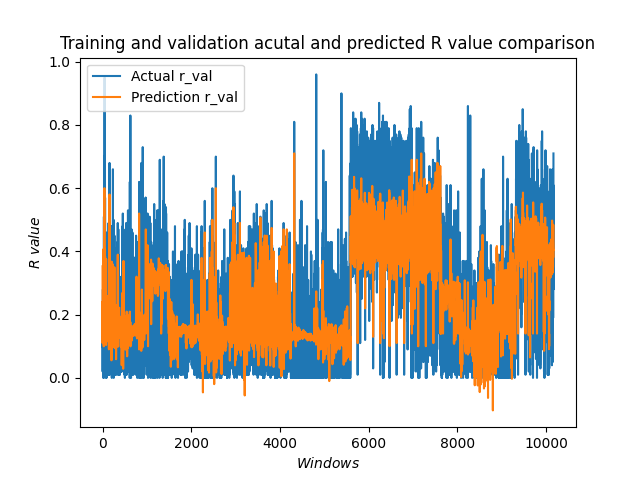 Training and validation acutal and predicted R value comparison
Actual r_val
Prediction r_val
1.0
0.8
0.6
0.4
0.2
0.0
R value
0 2000 4000 6000 8000 10000
Windows